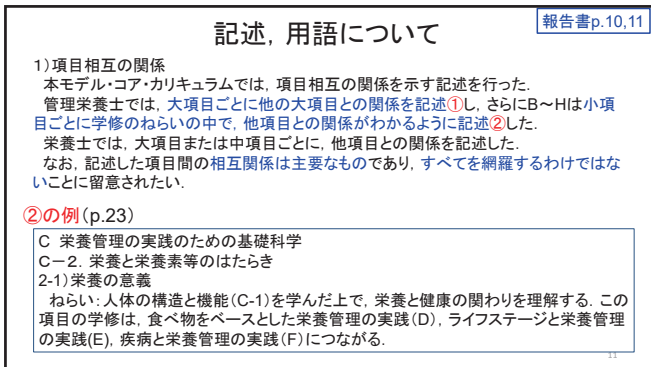 記述，用語について
報告書p.10,11
1）項目相互の関係
本モデル・コア・カリキュラムでは，項目相互の関係を示す記述を行った．
管理栄養士では，大項目ごとに他の大項目との関係を記述①し，さらにB～Hは小項
目ごとに学修のねらいの中で，他項目との関係がわかるように記述②した．
栄養士では，大項目または中項目ごとに，他項目との関係を記述した．
なお，記述した項目間の相互関係は主要なものであり，すべてを網羅するわけではな
いことに留意されたい．
②の例（p.23）
C 栄養管理の実践のための基礎科学
C－2．栄養と栄養素等のはたらき
2-1）栄養の意義
ねらい：人体の構造と機能（C-1）を学んだ上で，栄養と健康の関わりを理解する．この
項目の学修は，食べ物をベースとした栄養管理の実践（D），ライフステージと栄養管理
の実践(E)，疾病と栄養管理の実践（F）につながる．
11